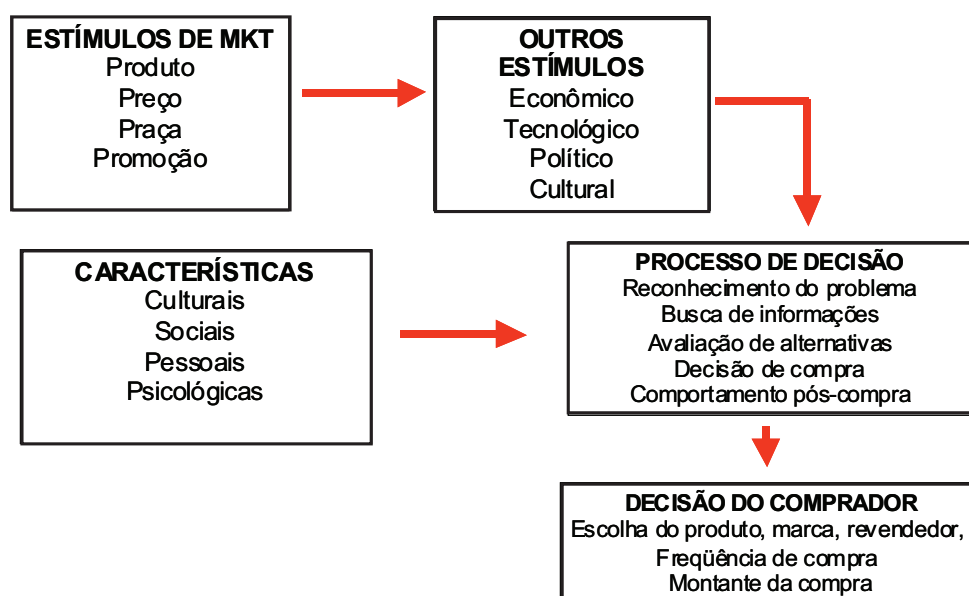 ESTÍMULOS DE MKT
Produto
Preço
Praça
Promoção
OUTROS
ESTÍMULOS
Econômico
Tecnológico
Político
Cultural
CARACTERÍSTICAS
Culturais
Sociais
Pessoais
Psicológicas
PROCESSO DE DECISÃO
Reconhecimento do problema
Busca de informações
Avaliação de alternativas
Decisão de compra
Comportamento pós-compra
DECISÃO DO COMPRADOR
Escolha do produto, marca, revendedor,
Freqüência de compra
Montante da compra